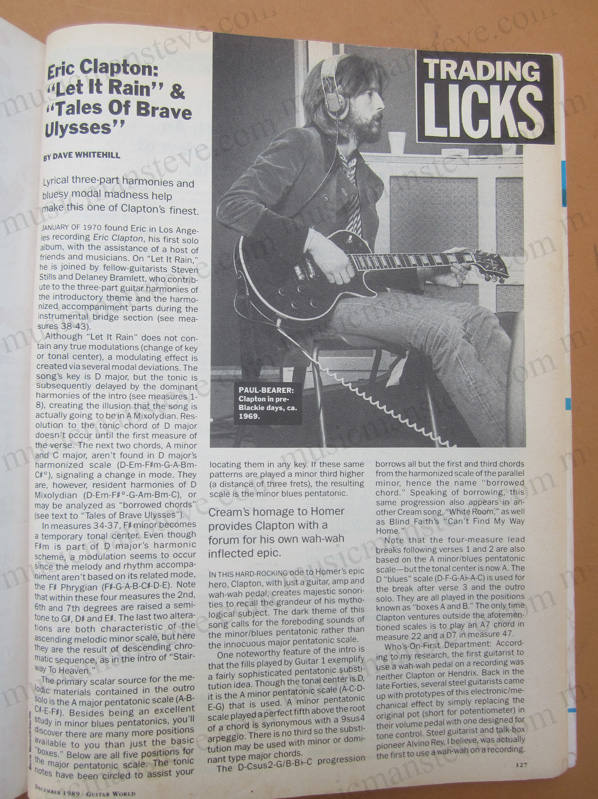 Eric Clapton:
"Let It Rain" &
"Tales Of Brave
Ulysses"
BY DAVE WHITEHILL
Lyrical three-part harmonies and
bluesy modal madness help
make this one of Clapton's finest.
JANUARY OF 1970 found Eric in Los Ange-
les recording Eric Clapton, his first solo
album, with the assistance of a host of
friends and musicians. On "Let It Rain,"
he is joined by fellow-guitarists Steven
Stills and Delaney Bramlett, who contrib-
ute to the three-part guitar harmonies of
the introductory theme and the harmo-
nized accompaniment parts during the
instrumental bridge section (see mea-
sures 38-43).
Although "Let It Rain" does not con-
tain any true modulations (change of key
or tonal center), a modulating effect is
created via several modal deviations. The
song's key is D major, but the tonic is
subsequently delayed by the dominant
harmonies of the intro (see measures 1-
8), creating the illusion that the song is
actually going to be in A Mixolydian. Res-
olution to the tonic chord of D major
doesn't occur until the first measure of
the verse. The next two chords, A minor
and C major, aren't found in D major's
harmonized scale (D-Em-F#m-G-A-Bm-
C#°), signaling a change in mode. They
are, however, resident harmonies of D
Mixolydian (D-Em-F#°-G-Am-Bm-C), or
may be analyzed as "borrowed chords"
(see text to "Tales of Brave Ulysses").
In measures 34-37, F# minor becomes
a temporary tonal center. Even though
F#m is part of D major's harmonic
scheme, a modulation seems to occur
since the melody and rhythm accompa-
niment aren't based on its related mode,
the F# Phrygian (F#-G-A-B-C#-D-E). Note
that within these four measures the 2nd,
6th and 7th degrees are raised a semi-
tone to G#, D# and E#. The last two altera-
tions are both characteristic of the
ascending melodic minor scale, but here
they are the result of descending chro-
matic sequence, as in the intro of "Stair-
way To Heaven."
The primary scalar source for the me-
lodic materials contained in the outro
solo is the A major pentatonic scale (A-B-
C#-E-F#). Besides being an excellent
study in minor blues pentatonics, you'll
discover there are many more positions
available to you than just the basic
"boxes." Below are all five positions for
the major pentatonic scale. The tonic
notes have been circled to assist your
DECEMBER 1989 / GUITAR WORLD
TRADING
LICKS
PAUL-BEARER:
Clapton in pre-
Blackie days, ca.
1969.
locating them in any key. If these same
patterns are played a minor third higher
(a distance of three frets), the resulting
scale is the minor blues pentatonic.
Cream's homage to Homer
provides Clapton with a
forum for his own wah-wah
inflected epic.
IN THIS HARD-ROCKING ode to Homer's epic
hero, Clapton, with just a guitar, amp and
wah-wah pedal, creates majestic sonori-
ties to recall the grandeur of his mytho-
logical subject. The dark theme of this
song calls for the foreboding sounds of
the minor/blues pentatonic rather than
the innocuous major pentatonic scale.
One noteworthy feature of the intro is
that the fills played by Guitar 1 exemplify
a fairly sophisticated pentatonic substi-
tution idea. Though the tonal center is D,
it is the A minor pentatonic scale (A-C-D-
E-G) that is used. A minor pentatonic
scale played a perfect fifth above the root
of a chord is synonymous with a 9sus4
arpeggio. There is no third so the substi-
tution may be used with minor or domi-
nant type major chords.
The D-Csus2-G/B-B♭-C progression
borrows all but the first and third chords
from the harmonized scale of the parallel
minor, hence the name "borrowed
chord." Speaking of borrowing, this
same progression also appears in an-
other Cream song, "White Room," as well
as Blind Faith's "Can't Find My Way
Home."
Note that the four-measure lead
breaks following verses 1 and 2 are also
based on the A minor/blues pentatonic
scale—but the tonal center is now A. The
D "blues" scale (D-F-G-A♭-A-C) is used for
the break after verse 3 and the outro
solo. They are all played in the positions
known as "boxes A and B." The only time
Clapton ventures outside the aforemen-
tioned scales is to play an A7 chord in
measure 22 and a D7 in measure 47.
Who's-On-First Department: Accord-
ing to my research, the first guitarist to
use a wah-wah pedal on a recording was
neither Clapton or Hendrix. Back in the
late Forties, several steel guitarists came
up with prototypes of this electronic/me-
chanical effect by simply replacing the
original pot (short for potentiometer) in
their volume pedal with one designed for
tone control. Steel guitar and talk-box
pioneer Alvino Rey, I believe, was actually
the first to use a wah-wah on a recording.
127
musicmansteve.com